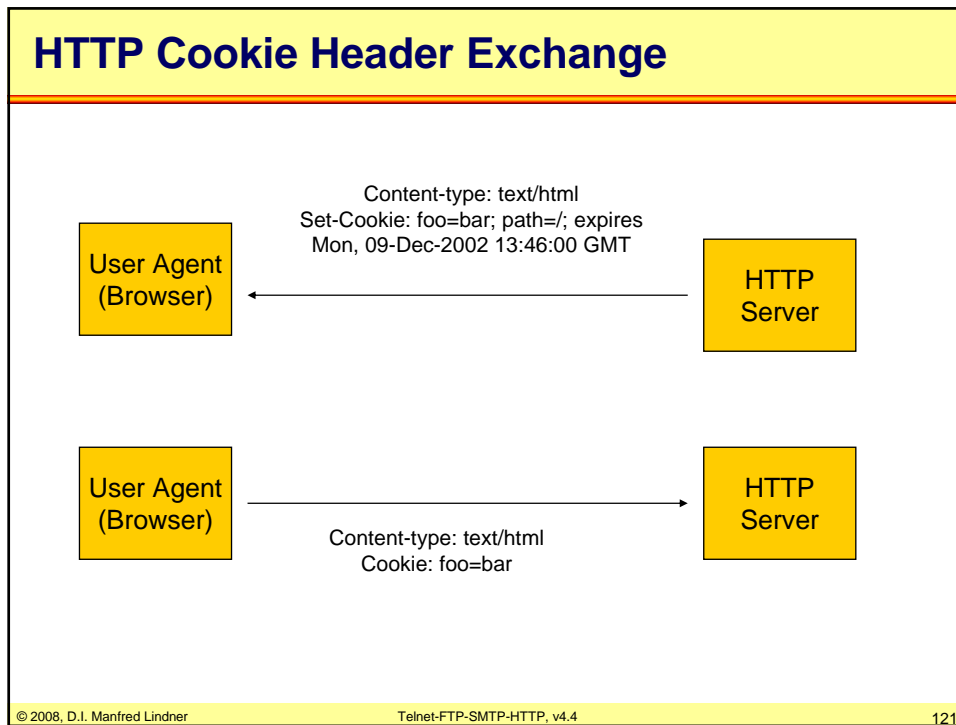 HTTP Cookie Header Exchange
Content-type: text/html
Set-Cookie: foo=bar; path=/; expires
Mon, 09-Dec-2002 13:46:00 GMT
User Agent
(Browser)
HTTP
Server
User Agent
(Browser)
HTTP
Server
Content-type: text/html
Cookie: foo=bar
© 2008, D.I. Manfred Lindner
Telnet-FTP-SMTP-HTTP, v4.4
121